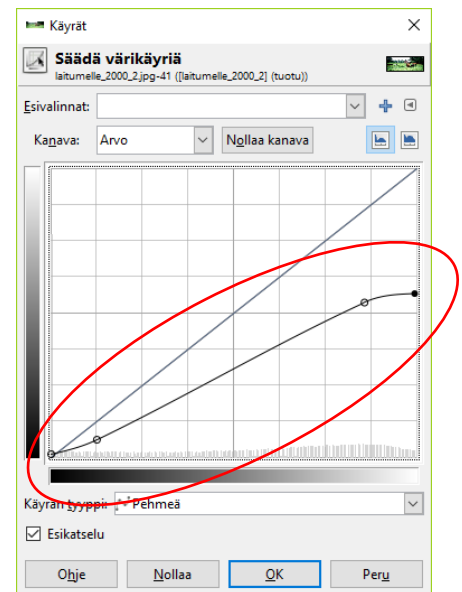 Käyrät
Säädä värikäyriä
laitumelle_2000_2.jpg-41 ([laitumelle_2000_2] (tuotu))
Esivalinnat:
Kanava: Arvo Nollaa kanava
Käyrän tyyppi: Pehmeä
Esikatselu
Ohje Nollaa OK Peru